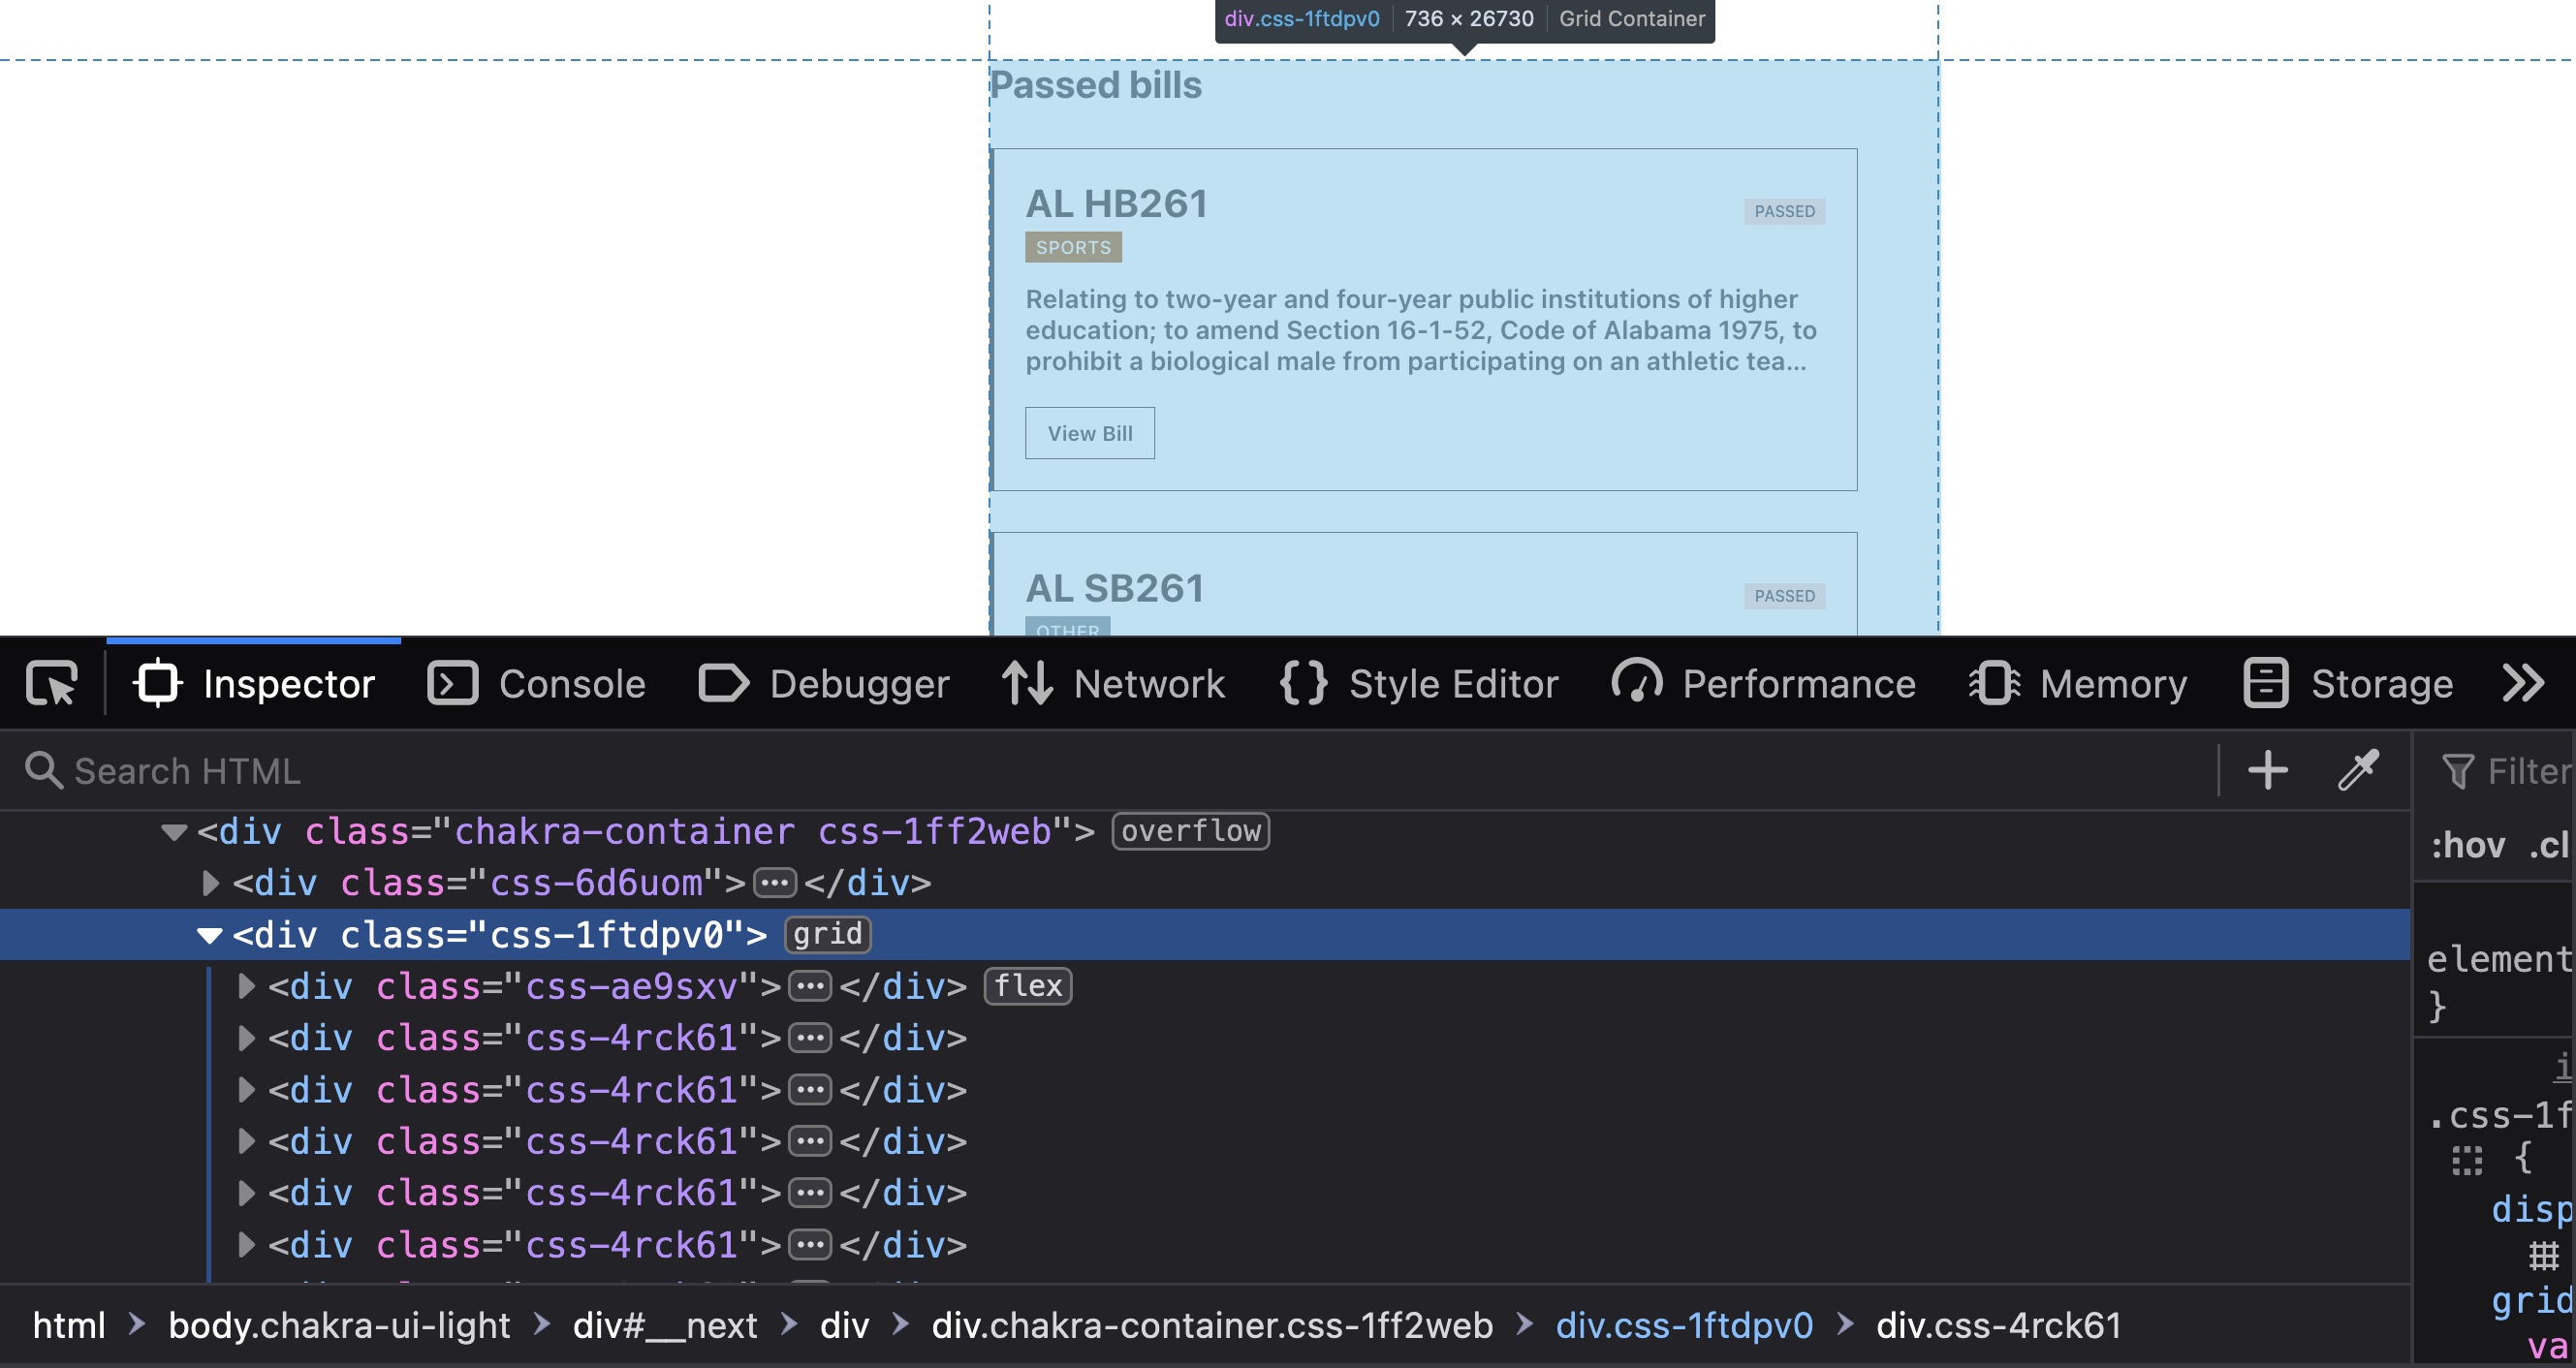 div.css-1ftdpv0 736 × 26730 Grid Container
Passed bills
AL HB261
PASSED
SPORTS
Relating to two-year and four-year public institutions of higher
education; to amend Section 16-1-52, Code of Alabama 1975, to
prohibit a biological male from participating on an athletic tea...
View Bill
AL SB261
PASSED
OTHER
Inspector Console Debugger Network Style Editor Performance Memory Storage
Search HTML
Filter
<div class="chakra-container css-1ff2web"> overflow
:hov .cl
<div class="css-6d6uom">...</div>
<div class="css-1ftdpv0"> grid
element
<div class="css-ae9sxv">...</div> flex
}
<div class="css-4rck61">...</div>
i
<div class="css-4rck61">...</div>
.css-1f
<div class="css-4rck61">...</div>
{
<div class="css-4rck61">...</div>
disp
<div class="css-4rck61">...</div>
grid
html > body.chakra-ui-light > div#__next > div > div.chakra-container.css-1ff2web > div.css-1ftdpv0 > div.css-4rck61
va